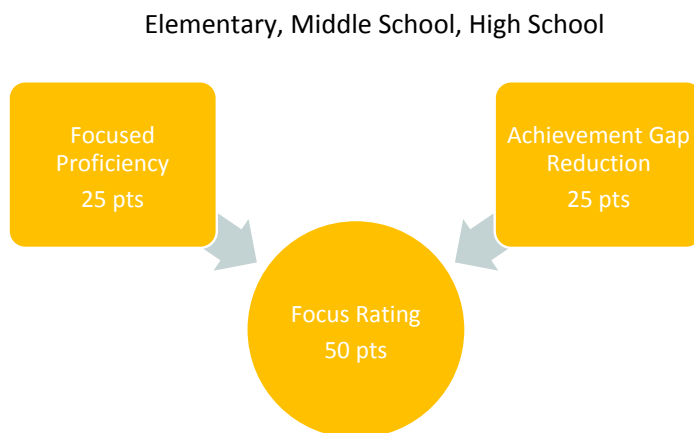 Elementary, Middle School, High School
Focused
Proficiency
25 pts
Achievement Gap
Reduction
25 pts
Focus Rating
50 pts